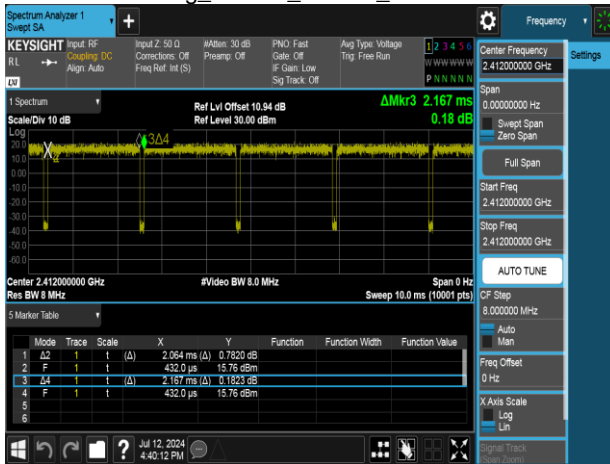 Spectrum Analyzer 1
Swept SA
+
Frequency
KEYSIGHT Input: RF Input Z: 50 Ω #Atten: 30 dB PNO: Fast Avg Type: Voltage 1 2 3 4 5 6
RL Coupling: DC Corrections: Off Preamp: Off Gate: Off Trig: Free Run W W W W W W
Align: Auto Freq Ref: Int (S) IF Gain: Low
Sig Track: Off P N N N N N
LXI
1 Spectrum
Ref Lvl Offset 10.94 dB ΔMkr3 2.167 ms
Scale/Div 10 dB Ref Level 30.00 dBm 0.18 dB
Log
20.0
10.0
0.00
-10.0
-20.0
-30.0
-40.0
-50.0
-60.0
3Δ4
Center 2.412000000 GHz #Video BW 8.0 MHz Span 0 Hz
Res BW 8 MHz Sweep 10.0 ms (10001 pts)
5 Marker Table
Mode Trace Scale X Y Function Function Width Function Value
1 Δ2 1 t (Δ) 2.064 ms (Δ) 0.7820 dB
2 F 1 t 432.0 µs 15.76 dBm
3 Δ4 1 t (Δ) 2.167 ms (Δ) 0.1823 dB
4 F 1 t 432.0 µs 15.76 dBm
5
6
?
Jul 12, 2024
4:40:12 PM
Center Frequency
2.412000000 GHz
Settings
Span
0.00000000 Hz
Swept Span
Zero Span
Full Span
Start Freq
2.412000000 GHz
Stop Freq
2.412000000 GHz
AUTO TUNE
CF Step
8.000000 MHz
Auto
Man
Freq Offset
0 Hz
X Axis Scale
Log
Lin
Signal Track
(Span Zoom)